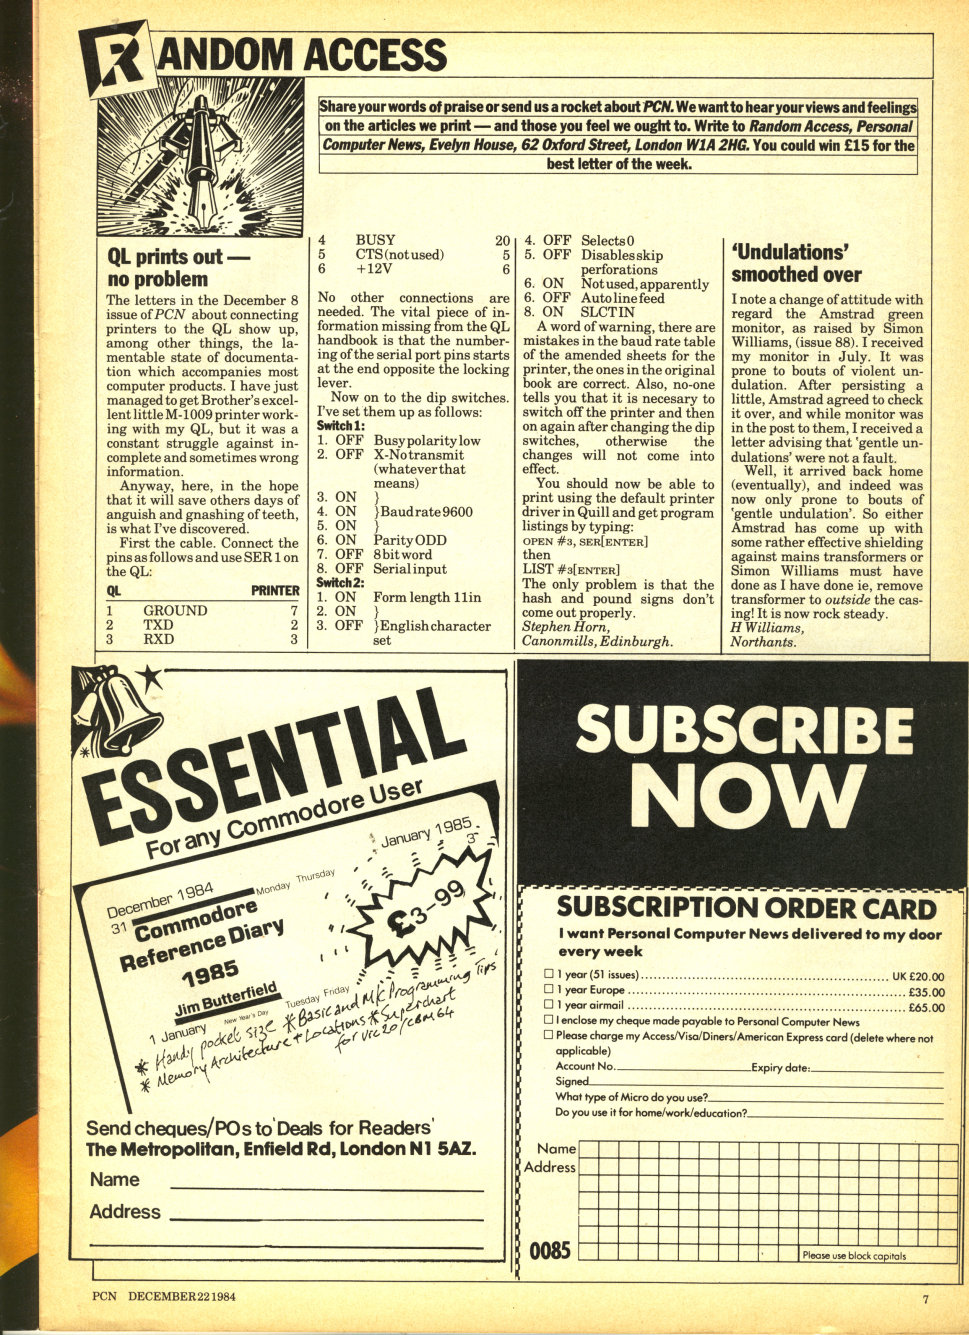 RANDOM ACCESS
Share your words of praise or send us a rocket about PCN. We want to hear your views and feelings
on the articles we print — and those you feel we ought to. Write to Random Access, Personal
Computer News, Evelyn House, 62 Oxford Street, London W1A 2HG. You could win £15 for the
best letter of the week.
QL prints out —
no problem
The letters in the December 8
issue of PCN about connecting
printers to the QL show up,
among other things, the la-
mentable state of documenta-
tion which accompanies most
computer products. I have just
managed to get Brother's excel-
lent little M-1009 printer work-
ing with my QL, but it was a
constant struggle against in-
complete and sometimes wrong
information.
Anyway, here, in the hope
that it will save others days of
anguish and gnashing of teeth,
is what I've discovered.
First the cable. Connect the
pins as follows and use SER 1 on
the QL:
QL PRINTER
1 GROUND 7
2 TXD 2
3 RXD 3
4 BUSY 20
5 CTS (not used) 5
6 +12V 6
No other connections are
needed. The vital piece of in-
formation missing from the QL
handbook is that the number-
ing of the serial port pins starts
at the end opposite the locking
lever.
Now on to the dip switches.
I've set them up as follows:
Switch 1:
1. OFF Busy polarity low
2. OFF X-No transmit
(whatever that
means)
3. ON }
4. ON } Baud rate 9600
5. ON }
6. ON Parity ODD
7. OFF 8 bit word
8. OFF Serial input
Switch 2:
1. ON Form length 11in
2. ON }
3. OFF } English character
set
4. OFF Selects 0
5. OFF Disables skip
perforations
6. ON Not used, apparently
6. OFF Auto line feed
8. ON SLCT IN
A word of warning, there are
mistakes in the baud rate table
of the amended sheets for the
printer, the ones in the original
book are correct. Also, no-one
tells you that it is necesary to
switch off the printer and then
on again after changing the dip
switches, otherwise the
changes will not come into
effect.
You should now be able to
print using the default printer
driver in Quill and get program
listings by typing:
OPEN #3, SER[ENTER]
then
LIST #3[ENTER]
The only problem is that the
hash and pound signs don't
come out properly.
Stephen Horn,
Canonmills, Edinburgh.
'Undulations'
smoothed over
I note a change of attitude with
regard the Amstrad green
monitor, as raised by Simon
Williams, (issue 88). I received
my monitor in July. It was
prone to bouts of violent un-
dulation. After persisting a
little, Amstrad agreed to check
it over, and while monitor was
in the post to them, I received a
letter advising that 'gentle un-
dulations' were not a fault.
Well, it arrived back home
(eventually), and indeed was
now only prone to bouts of
'gentle undulation'. So either
Amstrad has come up with
some rather effective shielding
against mains transformers or
Simon Williams must have
done as I have done ie, remove
transformer to outside the cas-
ing! It is now rock steady.
H Williams,
Northants.
ESSENTIAL
For any Commodore User
December 1984
31
Monday
Thursday
January 1985
3
Commodore
Reference Diary
1985
Jim Butterfield
£3-99
Tuesday Friday
New Year's Day
1 January
* Handy pocket size * Basic and M/C Programming Tips
* Memory Architecture + Locations * Superchart
for Vic 20/CBM 64
Send cheques/POs to 'Deals for Readers'
The Metropolitan, Enfield Rd, London N1 5AZ.
Name
Address
SUBSCRIBE
NOW
SUBSCRIPTION ORDER CARD
I want Personal Computer News delivered to my door
every week
☐ 1 year (51 issues) UK £20.00
☐ 1 year Europe £35.00
☐ 1 year airmail £65.00
☐ I enclose my cheque made payable to Personal Computer News
☐ Please charge my Access/Visa/Diners/American Express card (delete where not
applicable)
Account No. Expiry date:
Signed
What type of Micro do you use?
Do you use it for home/work/education?
Name
Address
0085
Please use block capitals
PCN DECEMBER 22 1984
7